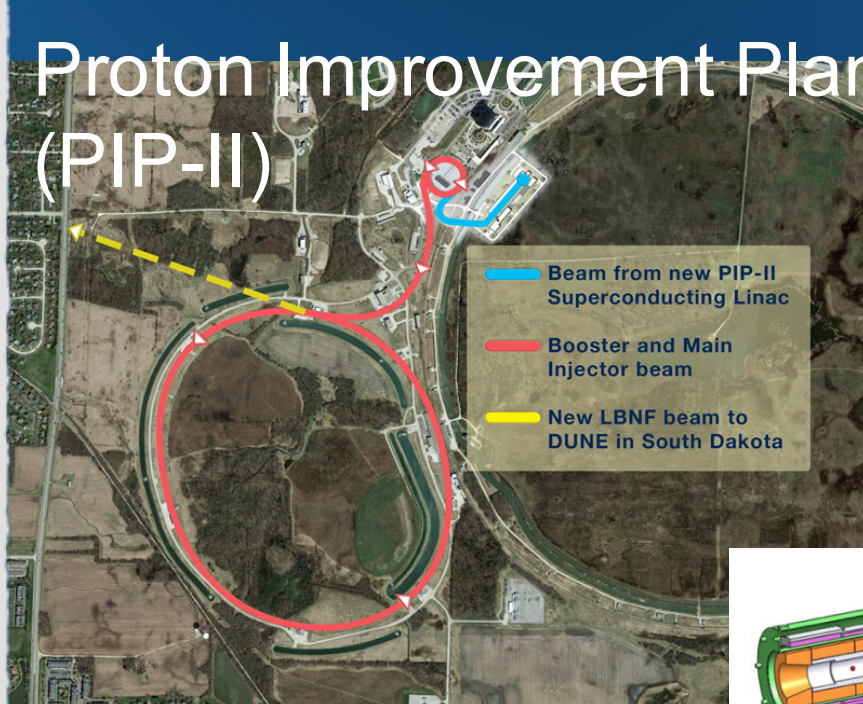 Proton Improvement Plan
(PIP-II)
Beam from new PIP-II
Superconducting Linac
Booster and Main
Injector beam
New LBNF beam to
DUNE in South Dakota